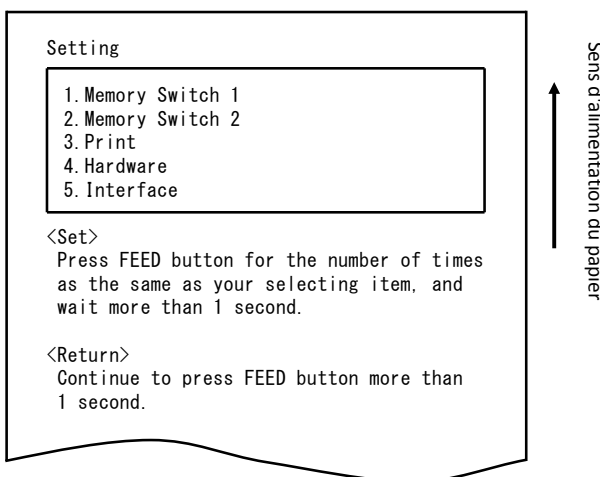 Setting
1.Memory Switch 1
2.Memory Switch 2
3.Print
4.Hardware
5.Interface
<Set>
Press FEED button for the number of times
as the same as your selecting item, and
wait more than 1 second.
<Return>
Continue to press FEED button more than
1 second.
Sens d'alimentation du papier